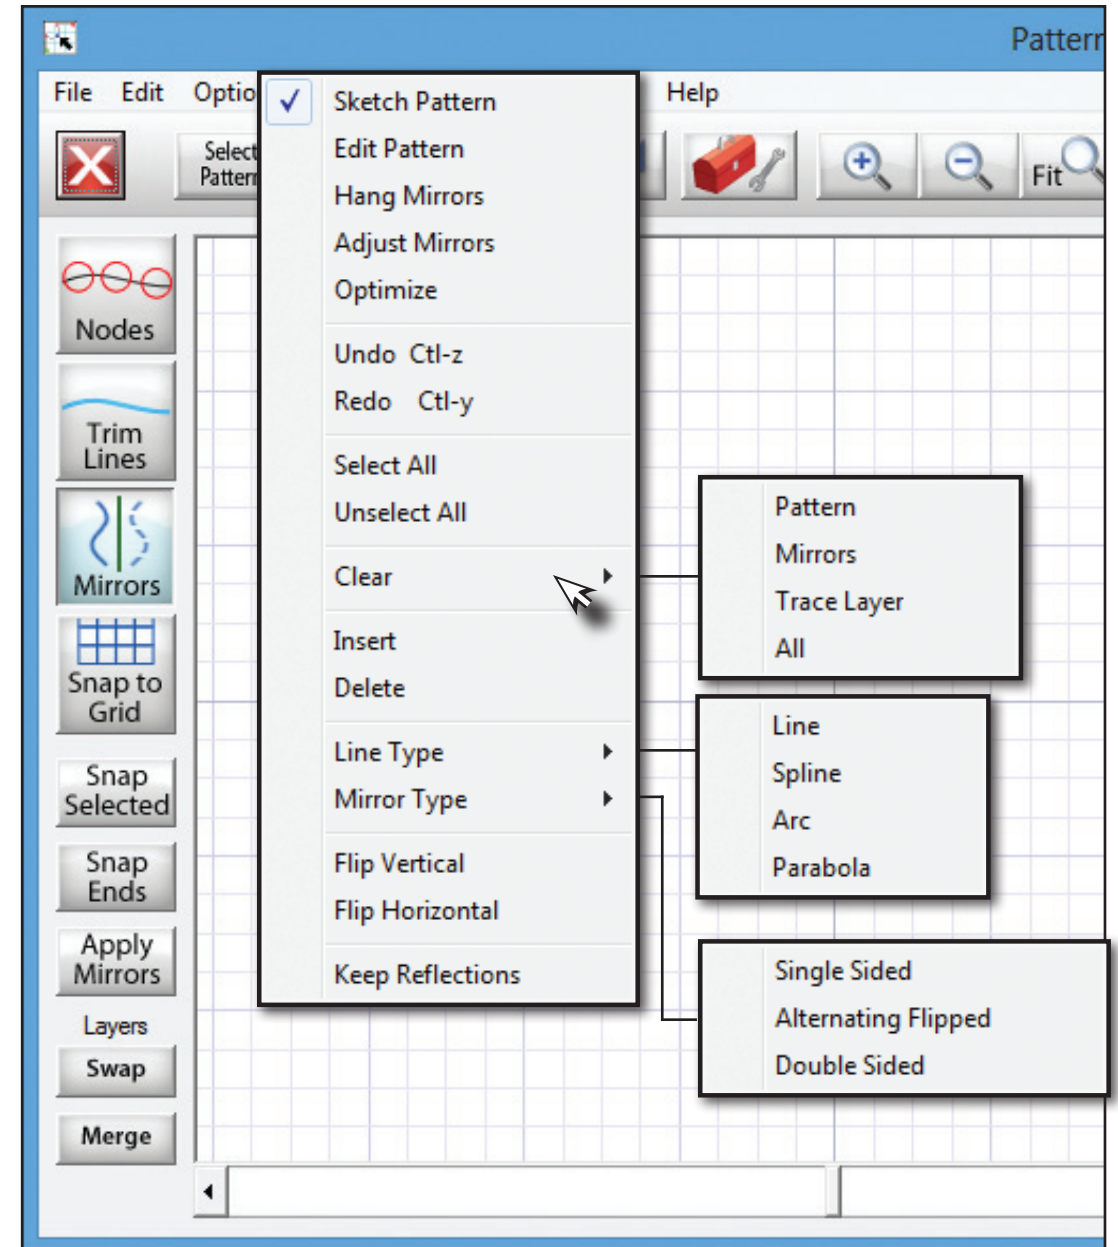 Pattern
File Edit Optio Help
Select
Pattern
Fit
Sketch Pattern
Edit Pattern
Hang Mirrors
Adjust Mirrors
Optimize
Undo Ctl-z
Redo Ctl-y
Select All
Unselect All
Clear
Insert
Delete
Line Type
Mirror Type
Flip Vertical
Flip Horizontal
Keep Reflections
Pattern
Mirrors
Trace Layer
All
Line
Spline
Arc
Parabola
Single Sided
Alternating Flipped
Double Sided
Nodes
Trim
Lines
Mirrors
Snap to
Grid
Snap
Selected
Snap
Ends
Apply
Mirrors
Layers
Swap
Merge